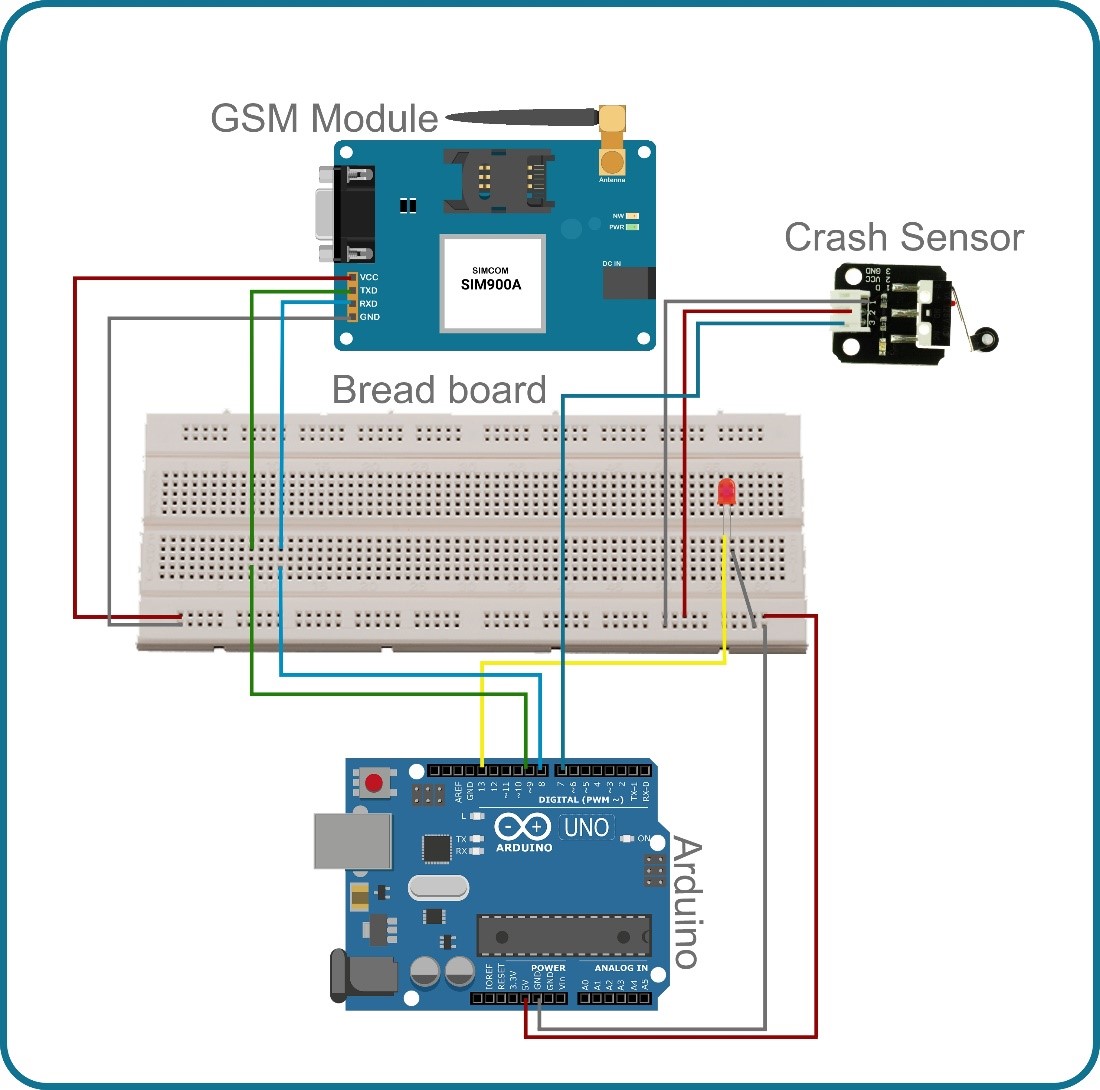 GSM Module
Antenna
NW
PWR
DC IN
SIMCOM
SIM900A
VCC
TXD
RXD
GND
Crash Sensor
3 GND
2 VCC
1 2 3
Bread board
AREF
GND
13
12
~11
~10
~9
8
7
~6
~5
4
~3
2
TX→1
RX←0
DIGITAL (PWM ~)
L
TX
RX
ARDUINO
UNO
ON
Arduino
POWER
ANALOG IN
IOREF
RESET
3.3V
5V
GND
GND
Vin
A0
A1
A2
A3
A4
A5